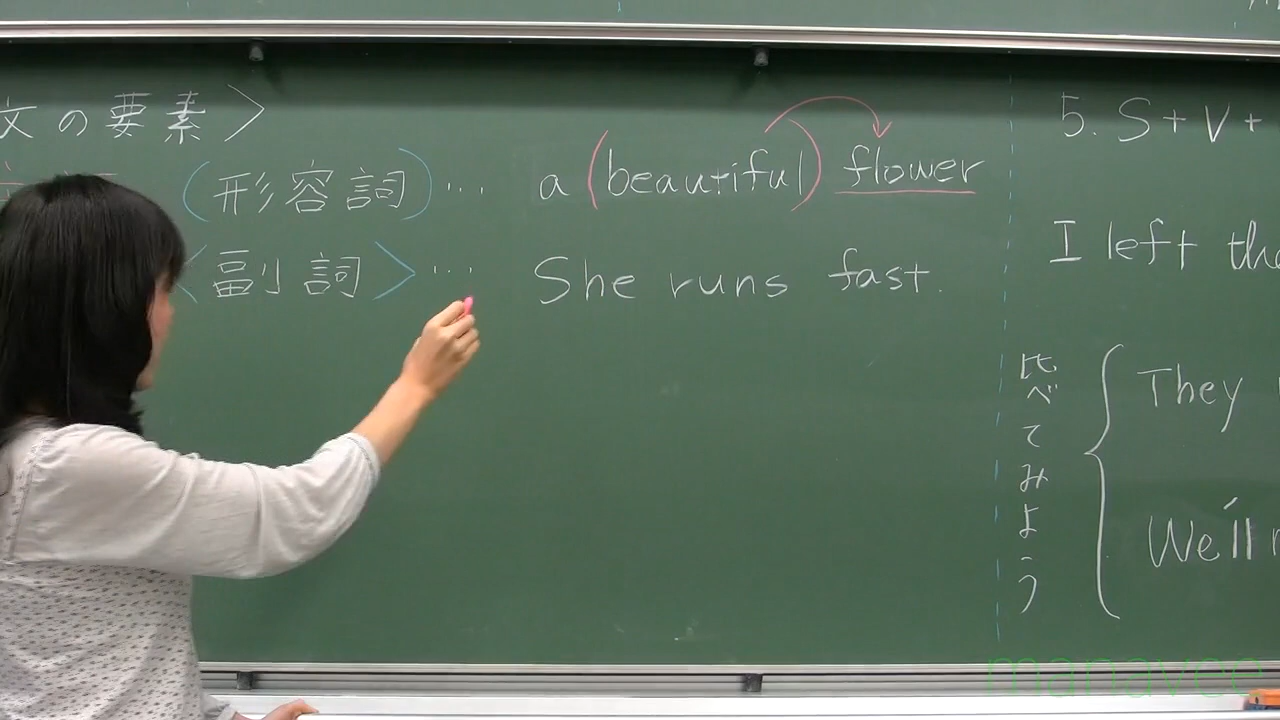 文の要素〉
(形容詞)… a (beautiful) flower
〈副詞〉… She runs fast.
5. S + V +
I left the
比べてみよう
They
We'll
manavee